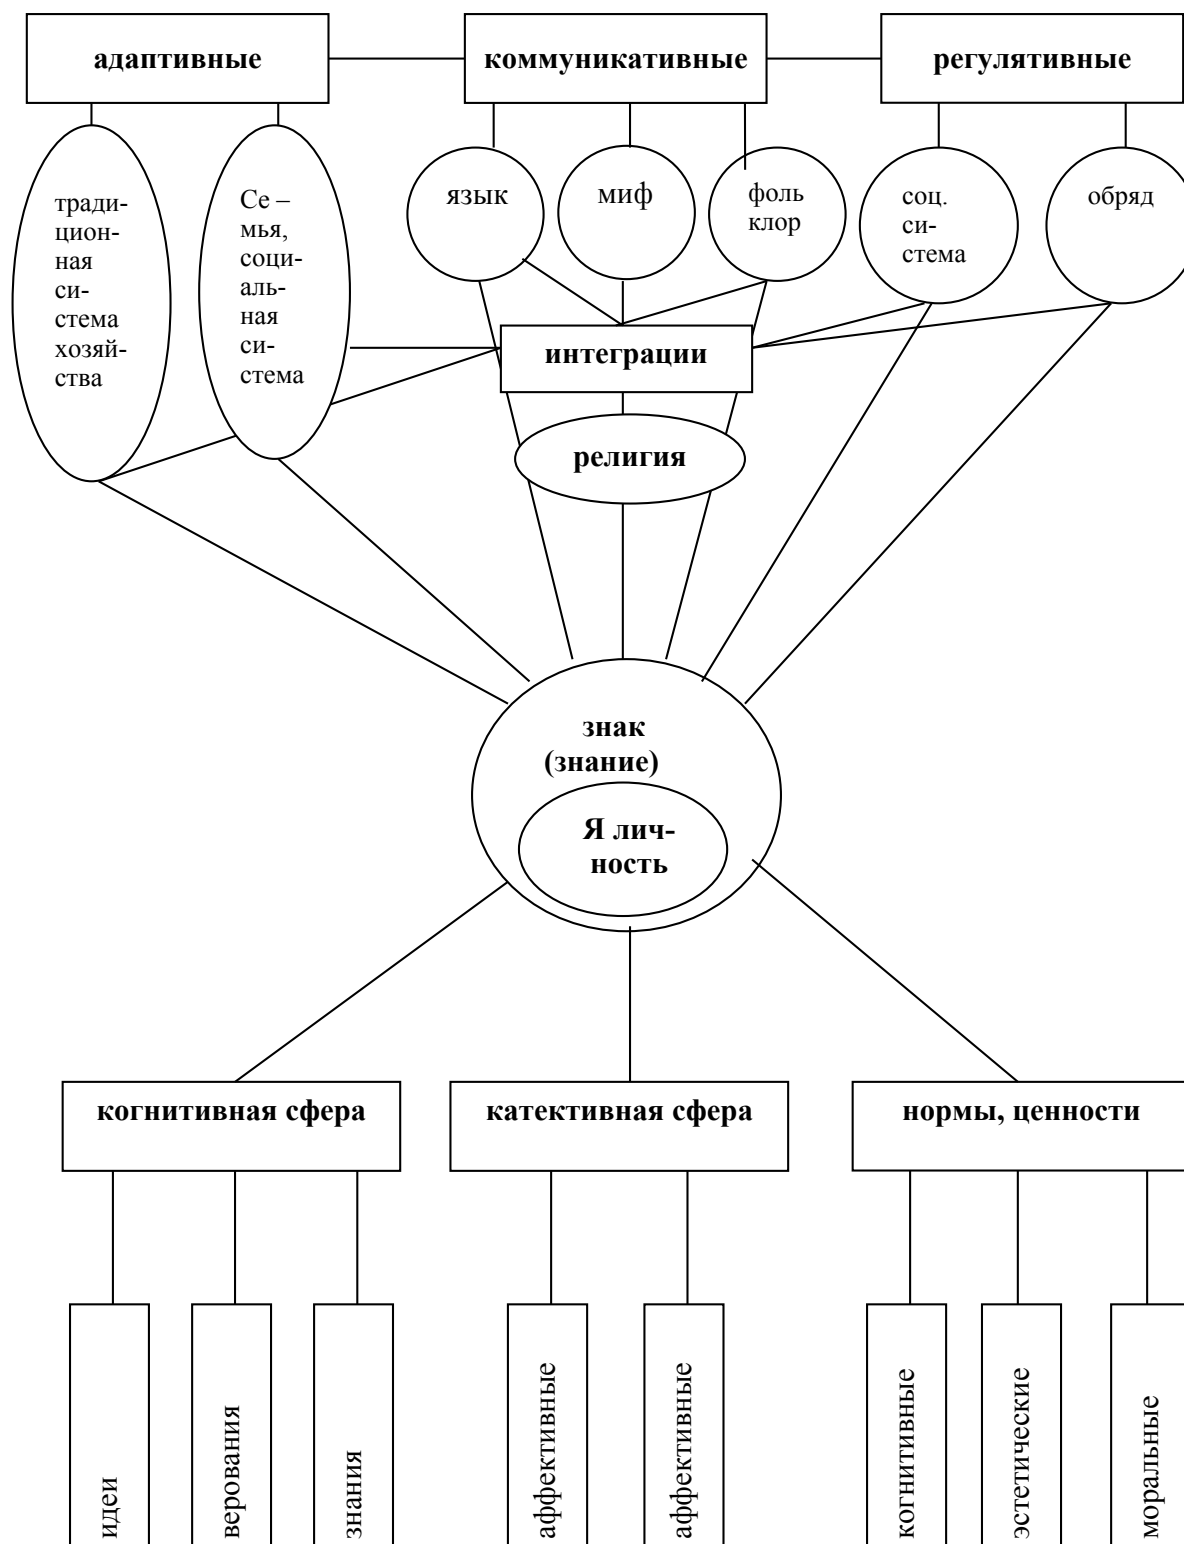 адаптивные
коммуникативные
регулятивные
тради-
цион-
ная
си-
стема
хозяй-
ства
Се –
мья,
соци-
аль-
ная
си-
стема
язык
миф
фоль
клор
соц.
си-
стема
обряд
интеграции
религия
знак
(знание)
Я лич-
ность
когнитивная сфера
катективная сфера
нормы, ценности
идеи
верования
знания
аффективные
аффективные
когнитивные
эстетические
моральные